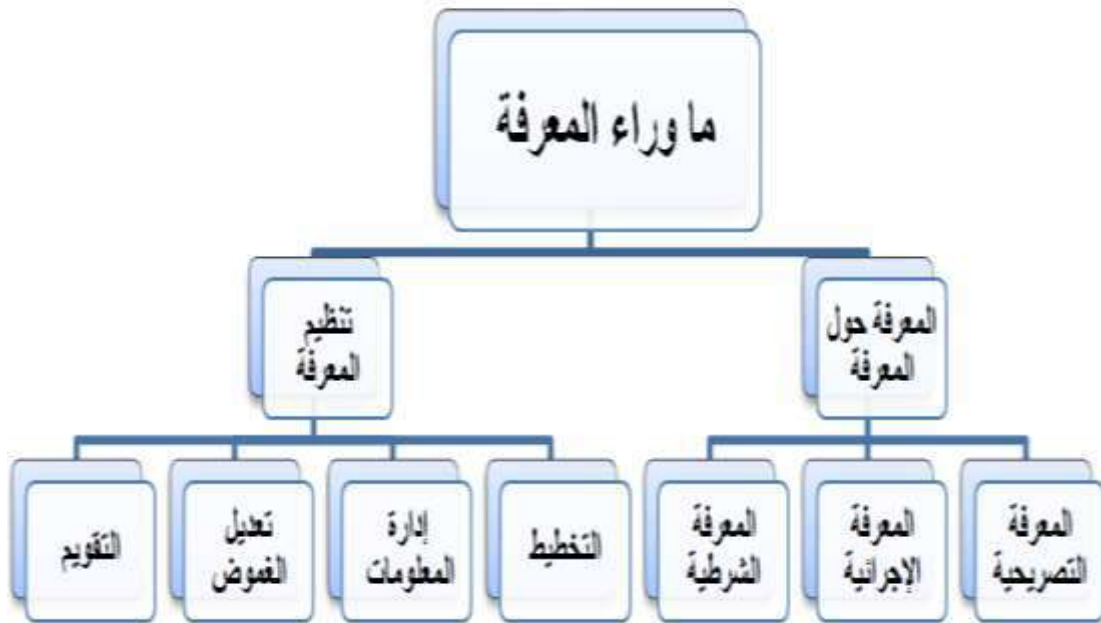 ما وراء المعرفة
المعرفة حول
المعرفة
تنظيم
المعرفة
المعرفة
التصريحية
المعرفة
الإجرائية
المعرفة
الشرطية
التخطيط
إدارة
المعلومات
تعديل
الغموض
التقويم